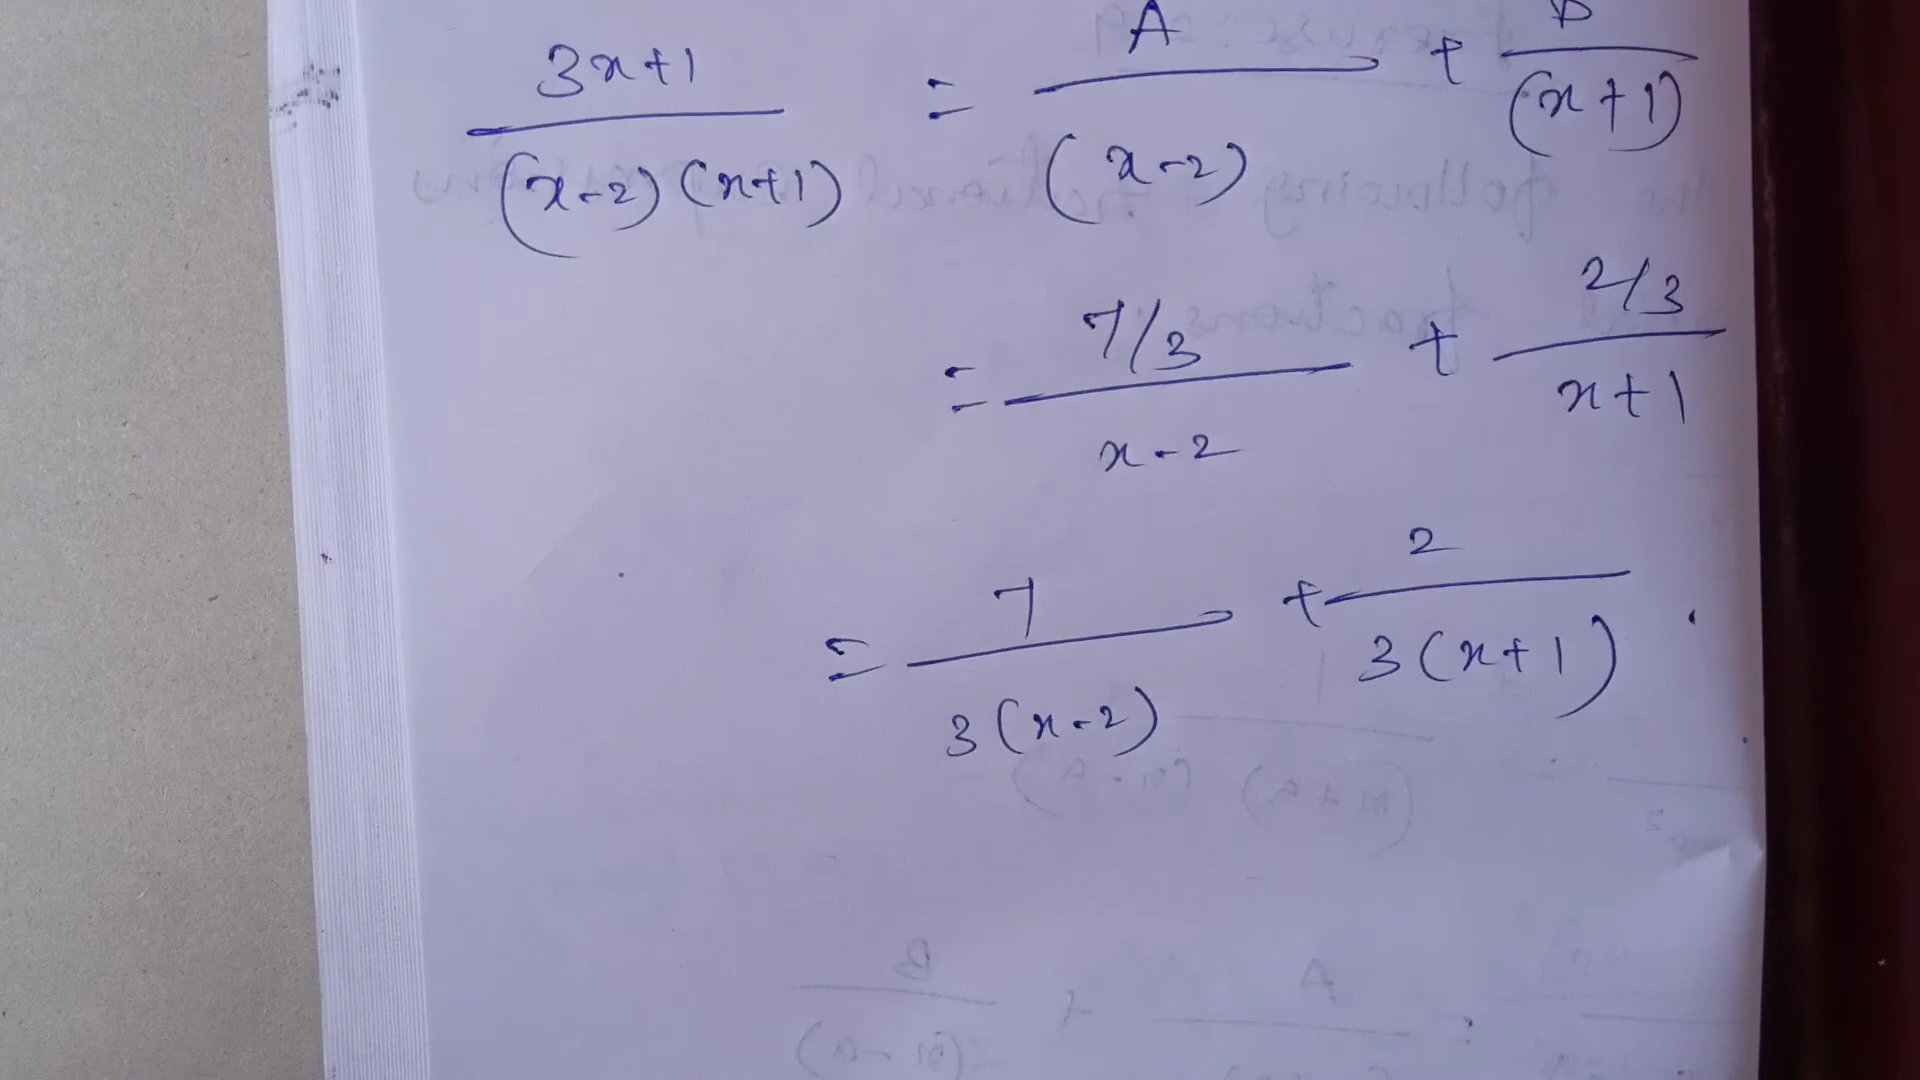 3x+1 / (x-2)(x+1) = A / (x-2) + B / (x+1)
= 7/3 / x-2 + 2/3 / x+1
= 7 / 3(x-2) + 2 / 3(x+1) .